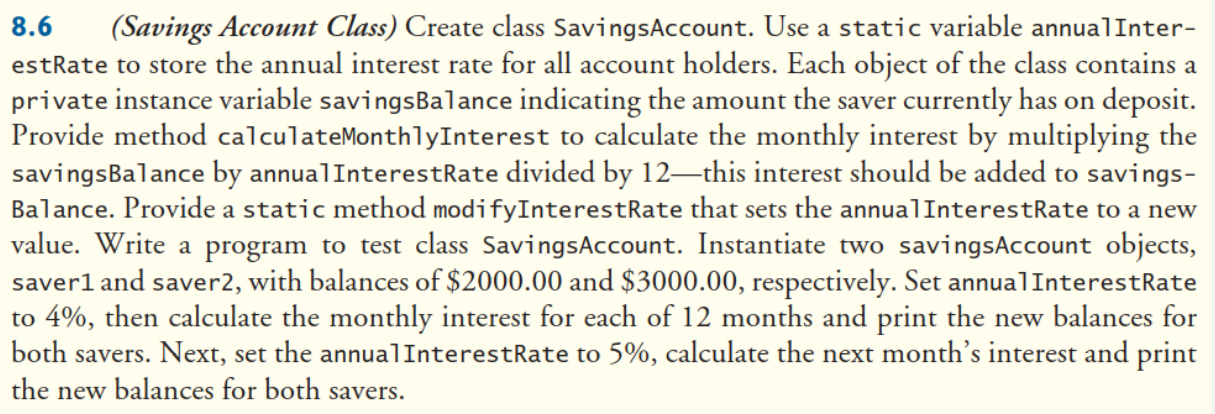 8.6 (Savings Account Class) Create class SavingsAccount. Use a static variable annualInter-
estRate to store the annual interest rate for all account holders. Each object of the class contains a
private instance variable savingsBalance indicating the amount the saver currently has on deposit.
Provide method calculateMonthlyInterest to calculate the monthly interest by multiplying the
savingsBalance by annualInterestRate divided by 12—this interest should be added to savings-
Balance. Provide a static method modifyInterestRate that sets the annualInterestRate to a new
value. Write a program to test class SavingsAccount. Instantiate two savingsAccount objects,
saver1 and saver2, with balances of $2000.00 and $3000.00, respectively. Set annualInterestRate
to 4%, then calculate the monthly interest for each of 12 months and print the new balances for
both savers. Next, set the annualInterestRate to 5%, calculate the next month’s interest and print
the new balances for both savers.